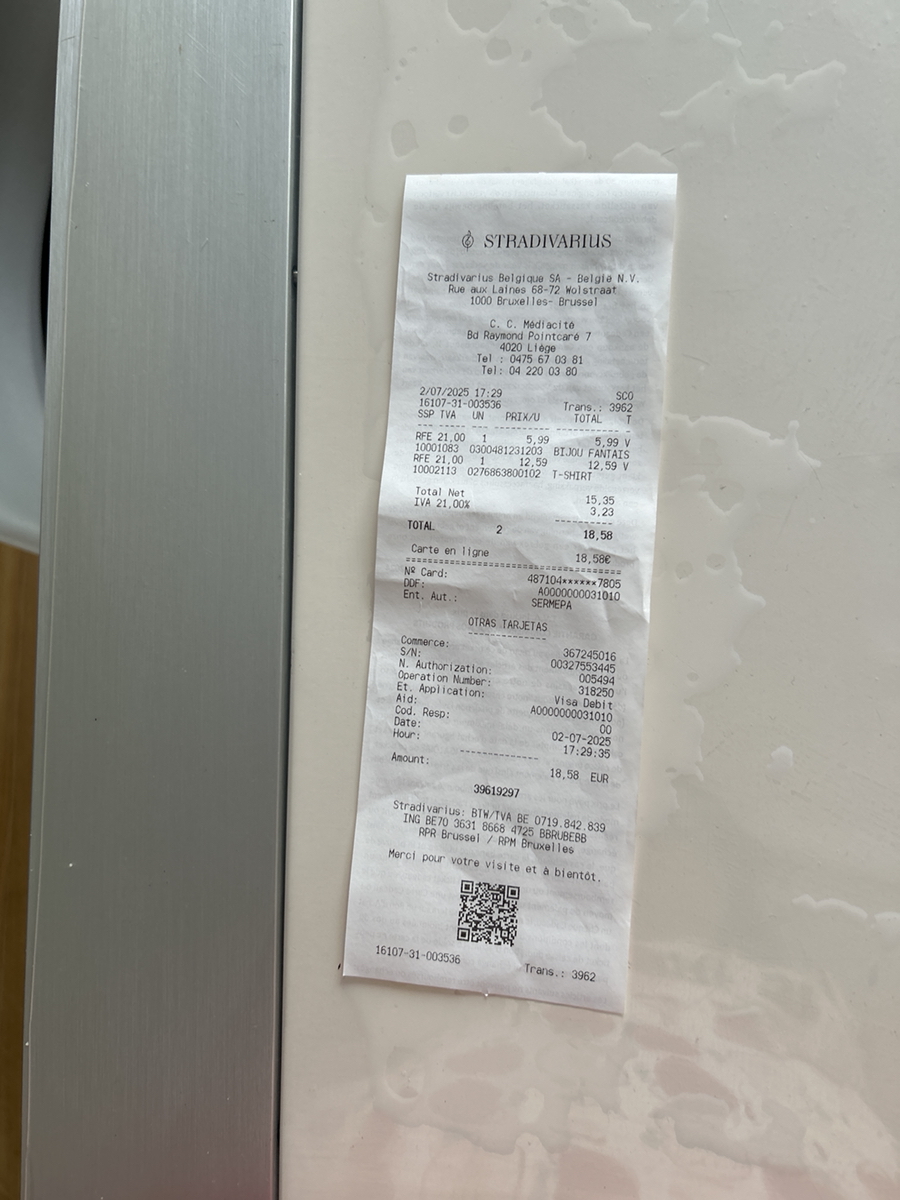 STRADIVARIUS
Stradivarius Belgique SA - België N.V.
Rue aux Laines 68-72 Wolstraat
1000 Bruxelles- Brussel
C. C. Médiacité
Bd Raymond Pointcaré 7
4020 Liège
Tel : 0475 67 03 81
Tel: 04 220 03 80
2/07/2025 17:29 SCO
16107-31-003536 Trans.: 3962
SSP TVA UN PRIX/U TOTAL T
RFE 21,00 1 5,99 5,99 V
10001083 0300481231203 BIJOU FANTAIS
RFE 21,00 1 12,59 12,59 V
10002113 0276863800102 T-SHIRT
Total Net 15,35
IVA 21,00% 3,23
TOTAL 2 18,58
Carte en ligne 18,58€
Nº Card: 487104******7805
DDF: A0000000031010
Ent. Aut.: SERMEPA
OTRAS TARJETAS
Commerce: 367245016
S/N: 00327553445
N. Authorization: 005494
Operation Number: 318250
Et. Application: Visa Debit
Aid: A0000000031010
Cod. Resp: 00
Date: 02-07-2025
Hour: 17:29:35
Amount: 18,58 EUR
39619297
Stradivarius: BTW/TVA BE 0719.842.839
ING BE70 3631 8668 4725 BBRUBEBB
RPR Brussel / RPM Bruxelles
Merci pour votre visite et à bientôt.
16107-31-003536 Trans.: 3962